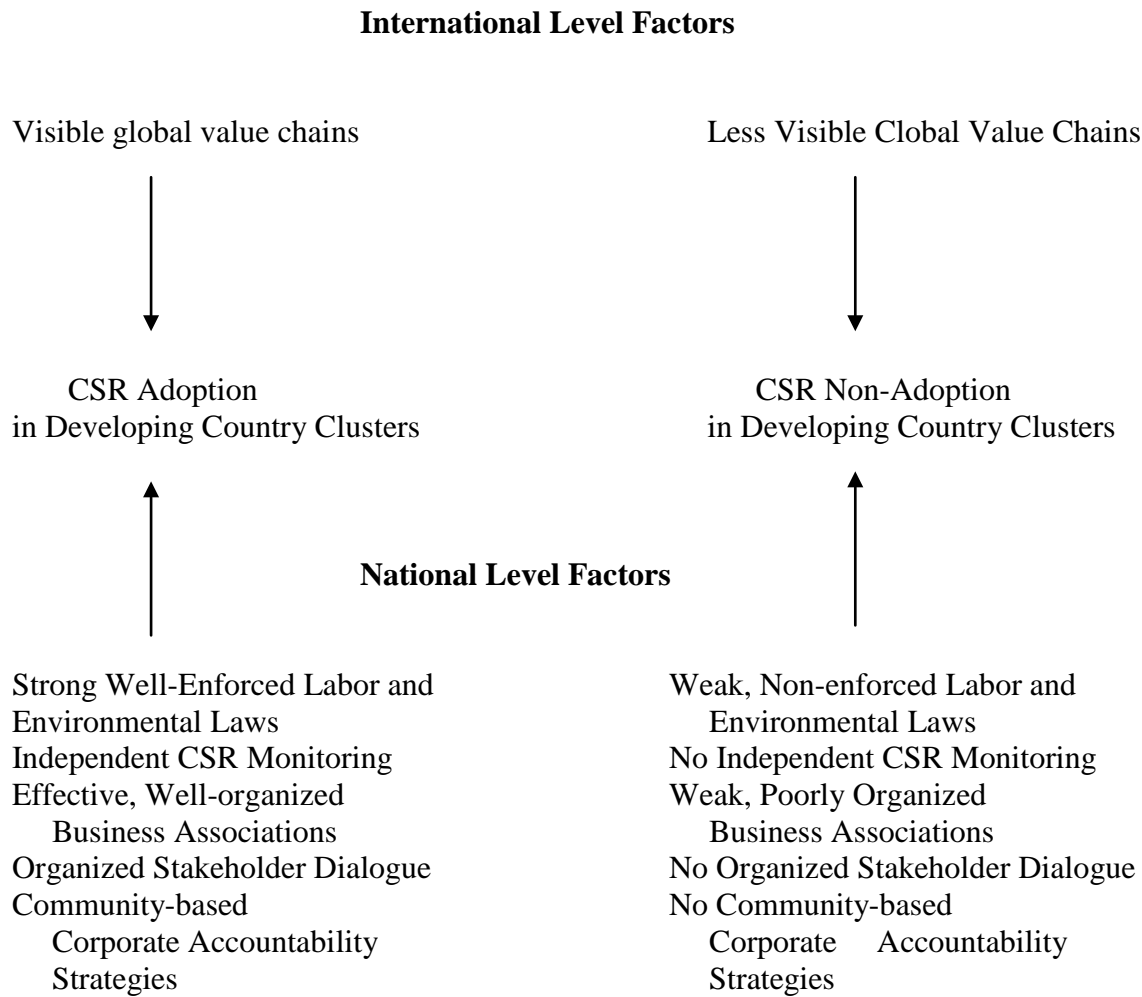 International Level Factors
Visible global value chains
Less Visible Clobal Value Chains
CSR Adoption
in Developing Country Clusters
CSR Non-Adoption
in Developing Country Clusters
National Level Factors
Strong Well-Enforced Labor and
Environmental Laws
Independent CSR Monitoring
Effective, Well-organized
Business Associations
Organized Stakeholder Dialogue
Community-based
Corporate Accountability
Strategies
Weak, Non-enforced Labor and
Environmental Laws
No Independent CSR Monitoring
Weak, Poorly Organized
Business Associations
No Organized Stakeholder Dialogue
No Community-based
Corporate Accountability
Strategies